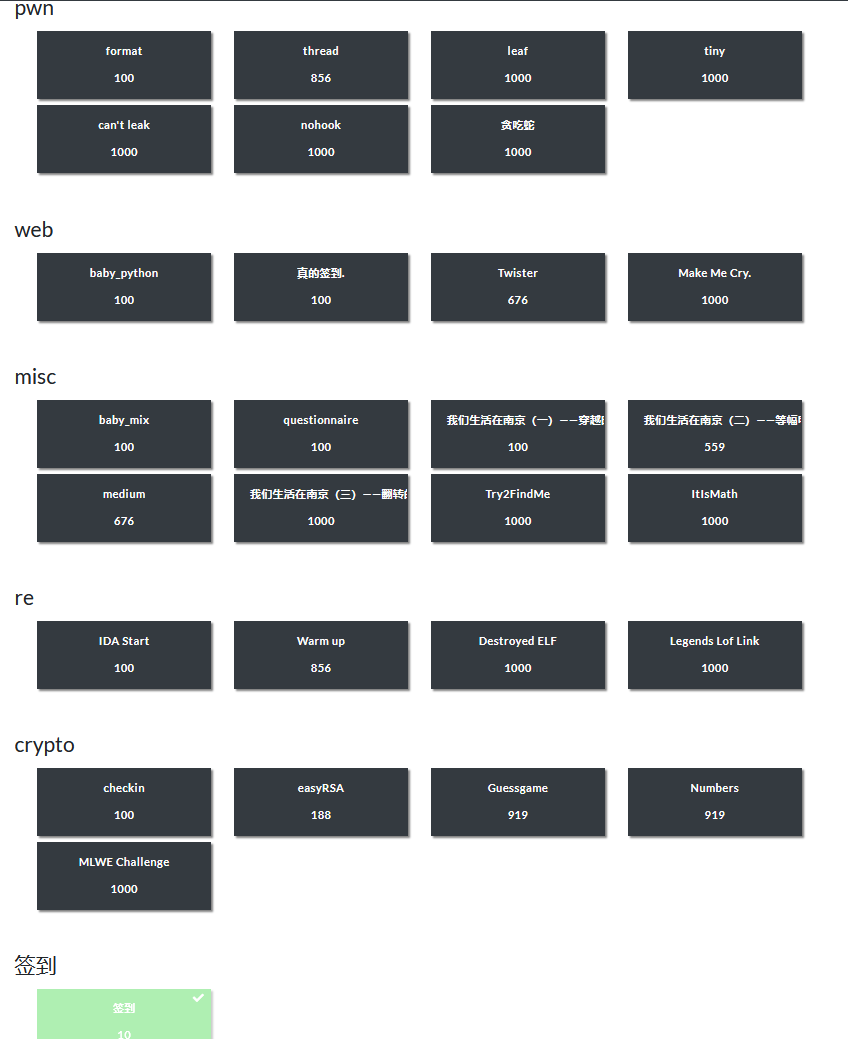 pwn
format
100
thread
856
leaf
1000
tiny
1000
can't leak
1000
nohook
1000
贪吃蛇
1000
web
baby_python
100
真的签到.
100
Twister
676
Make Me Cry.
1000
misc
baby_mix
100
questionnaire
100
我们生活在南京（一）——穿越
100
我们生活在南京（二）——等幅
559
medium
676
我们生活在南京（三）——翻转
1000
Try2FindMe
1000
ItIsMath
1000
re
IDA Start
100
Warm up
856
Destroyed ELF
1000
Legends Lof Link
1000
crypto
checkin
100
easyRSA
188
Guessgame
919
Numbers
919
MLWE Challenge
1000
签到
签到
10